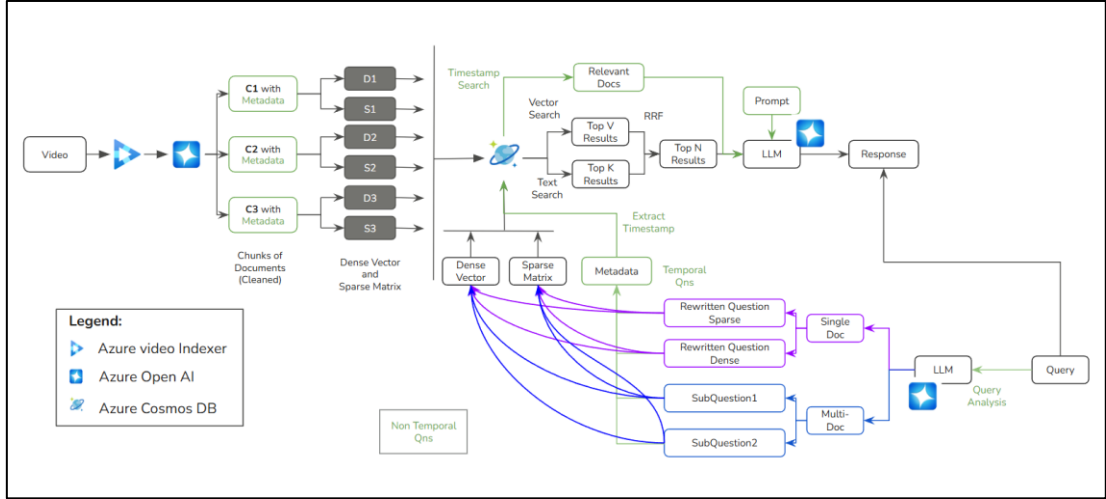 Video
C1 with
Metadata
C2 with
Metadata
C3 with
Metadata
Chunks of
Documents
(Cleaned)
D1
S1
D2
S2
D3
S3
Dense Vector
and
Sparse Matrix
Timestamp
Search
Relevant
Docs
Vector
Search
Text
Search
Top V
Results
Top K
Results
RRF
Top N
Results
Prompt
LLM
Response
Extract
Timestamp
Dense
Vector
Sparse
Matrix
Metadata
Temporal
Qns
Rewritten Question
Sparse
Rewritten Question
Dense
Single
Doc
SubQuestion1
SubQuestion2
Multi-
Doc
LLM
Query
Analysis
Query
Non Temporal
Qns
Legend:
Azure video Indexer
Azure Open AI
Azure Cosmos DB